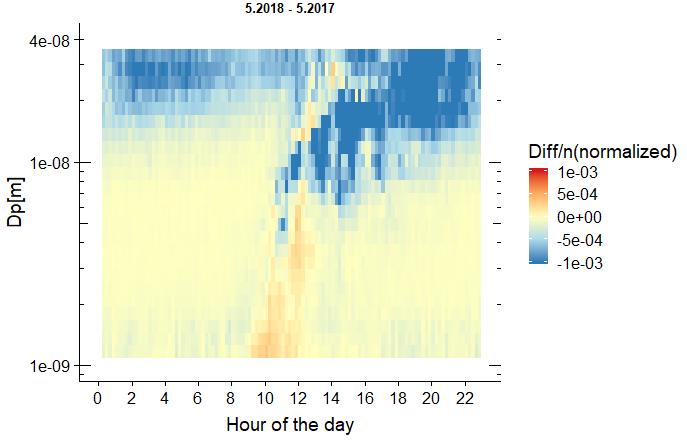 5.2018 - 5.2017
4e-08
1e-08
1e-09
Dp[m]
0 2 4 6 8 10 12 14 16 18 20 22
Hour of the day
Diff/n(normalized)
1e-03
5e-04
0e+00
-5e-04
-1e-03